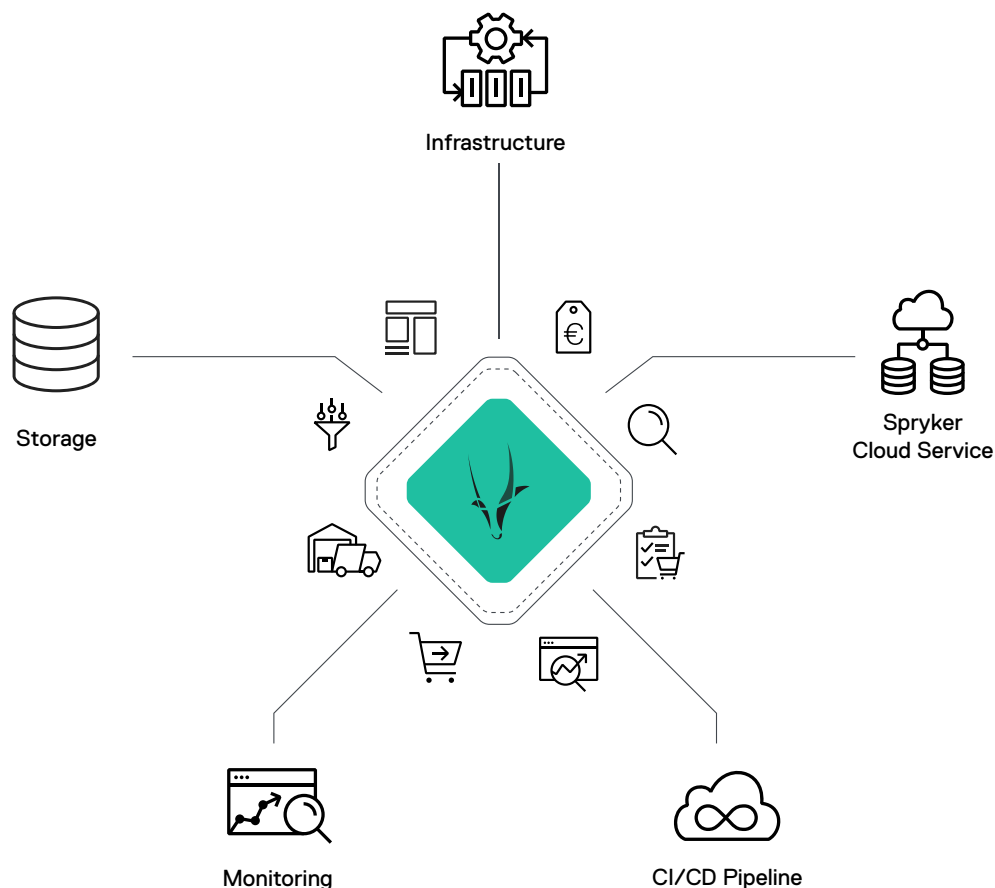 Infrastructure
€
Storage
Spryker
Cloud Service
Monitoring
CI/CD Pipeline